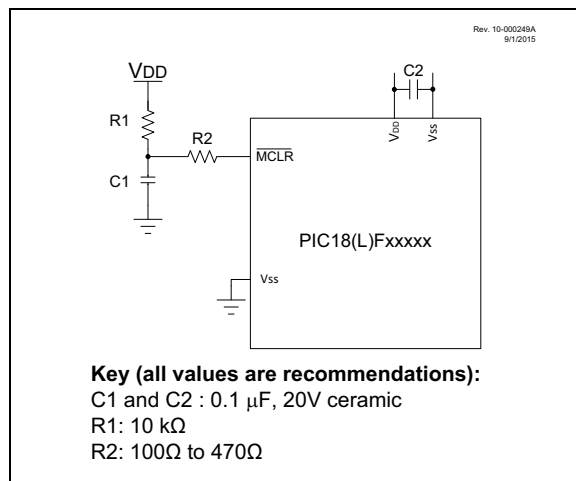 Rev. 10-000249A
9/1/2015
VDD
C2
R1
R2
VDD
Vss
MCLR
C1
PIC18(L)Fxxxxx
Vss
Key (all values are recommendations):
C1 and C2 : 0.1 μF, 20V ceramic
R1: 10 kΩ
R2: 100Ω to 470Ω